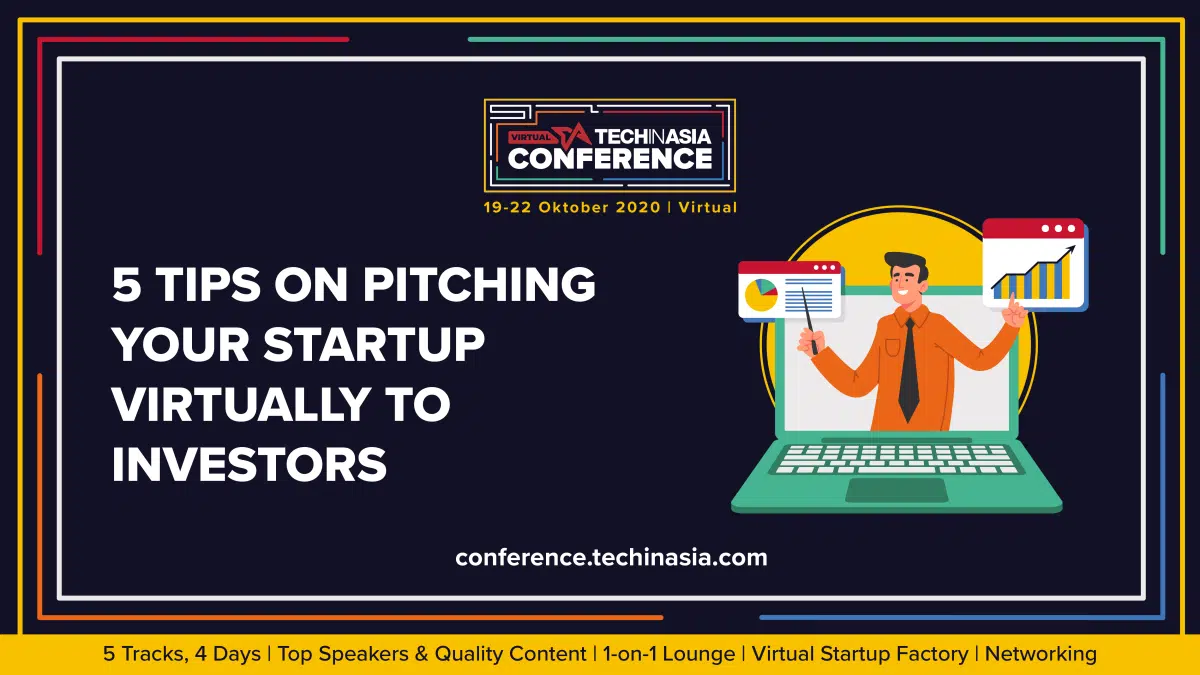 VIRTUAL TECHINASIA
CONFERENCE
19-22 Oktober 2020 | Virtual
5 TIPS ON PITCHING
YOUR STARTUP
VIRTUALLY TO
INVESTORS
conference.techinasia.com
5 Tracks, 4 Days | Top Speakers & Quality Content | 1-on-1 Lounge | Virtual Startup Factory | Networking